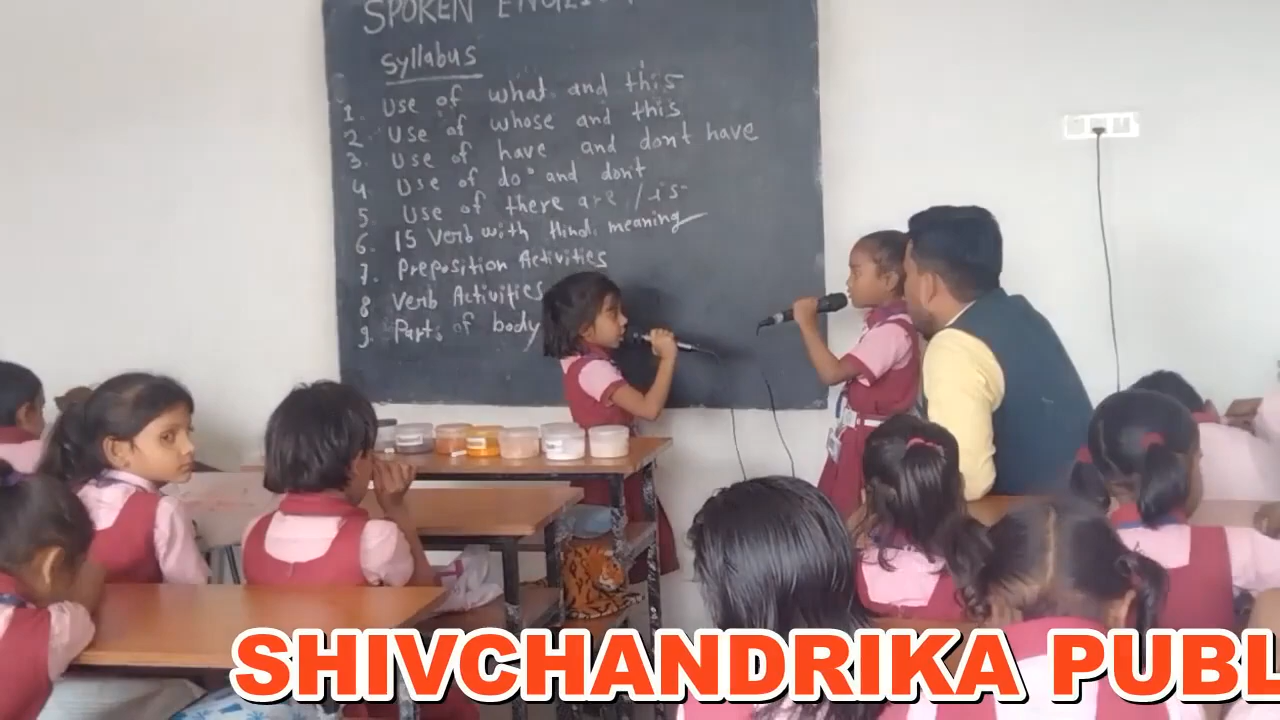 SPOKEN ENGLIS
Syllabus
1. Use of what and this
2. Use of whose and this
3. Use of have and don't have
4. Use of do and don't
5. Use of there are / is
6. 15 Verb with Hindi meaning
7. Preposition Activities
8 Verb Activities
9. Parts of body
SHIVCHANDRIKA PUBL